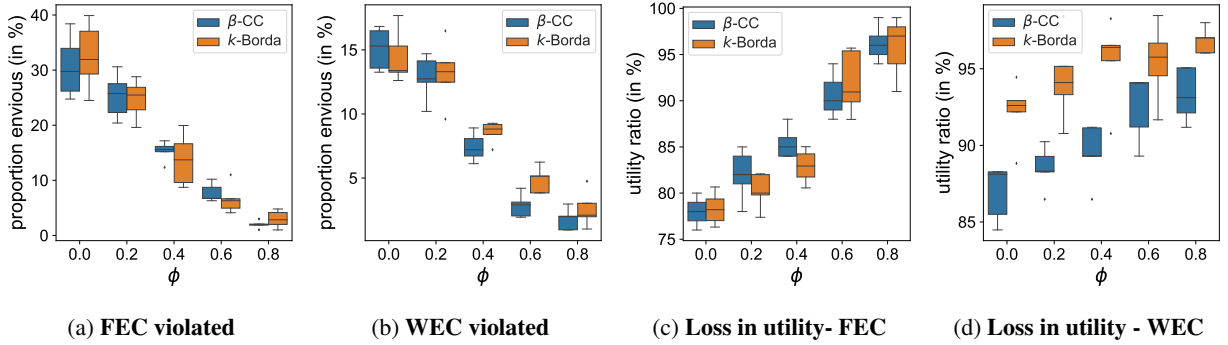 proportion envious (in %)
40
30
20
10
0
β-CC
k-Borda
0.0 0.2 0.4 0.6 0.8
ϕ
(a) FEC violated
proportion envious (in %)
15
10
5
β-CC
k-Borda
0.0 0.2 0.4 0.6 0.8
ϕ
(b) WEC violated
utility ratio (in %)
100
95
90
85
80
75
β-CC
k-Borda
0.0 0.2 0.4 0.6 0.8
ϕ
(c) Loss in utility- FEC
utility ratio (in %)
95
90
85
β-CC
k-Borda
0.0 0.2 0.4 0.6 0.8
ϕ
(d) Loss in utility - WEC